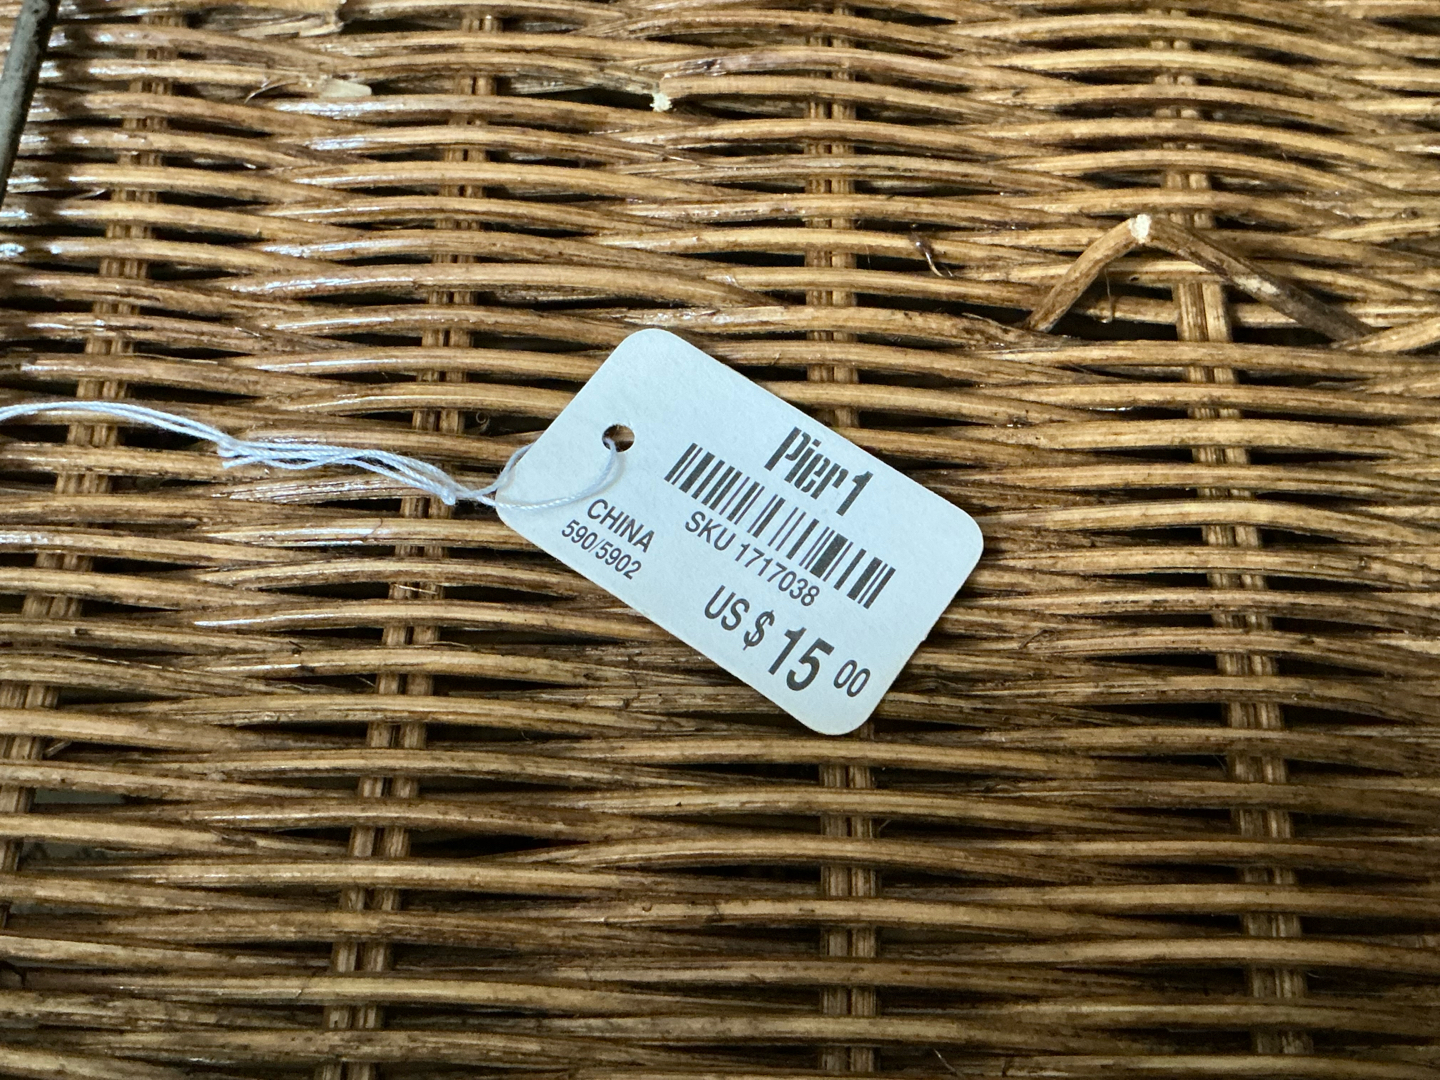 Pier 1
SKU 1717038
CHINA
590/5902
US $ 15 00